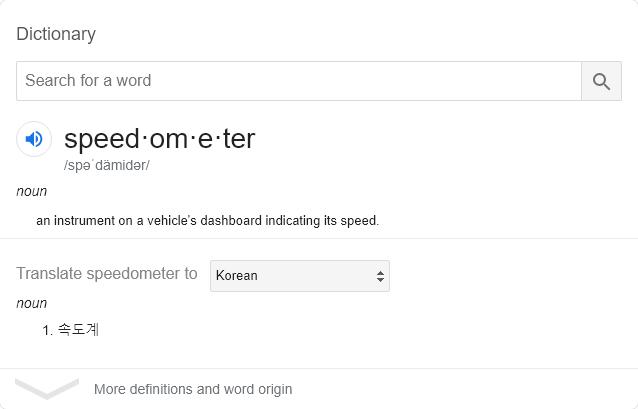 Dictionary
Search for a word
speed·om·e·ter
/spəˈdämidər/
noun
an instrument on a vehicle's dashboard indicating its speed.
Translate speedometer to Korean
noun
1. 속도계
More definitions and word origin